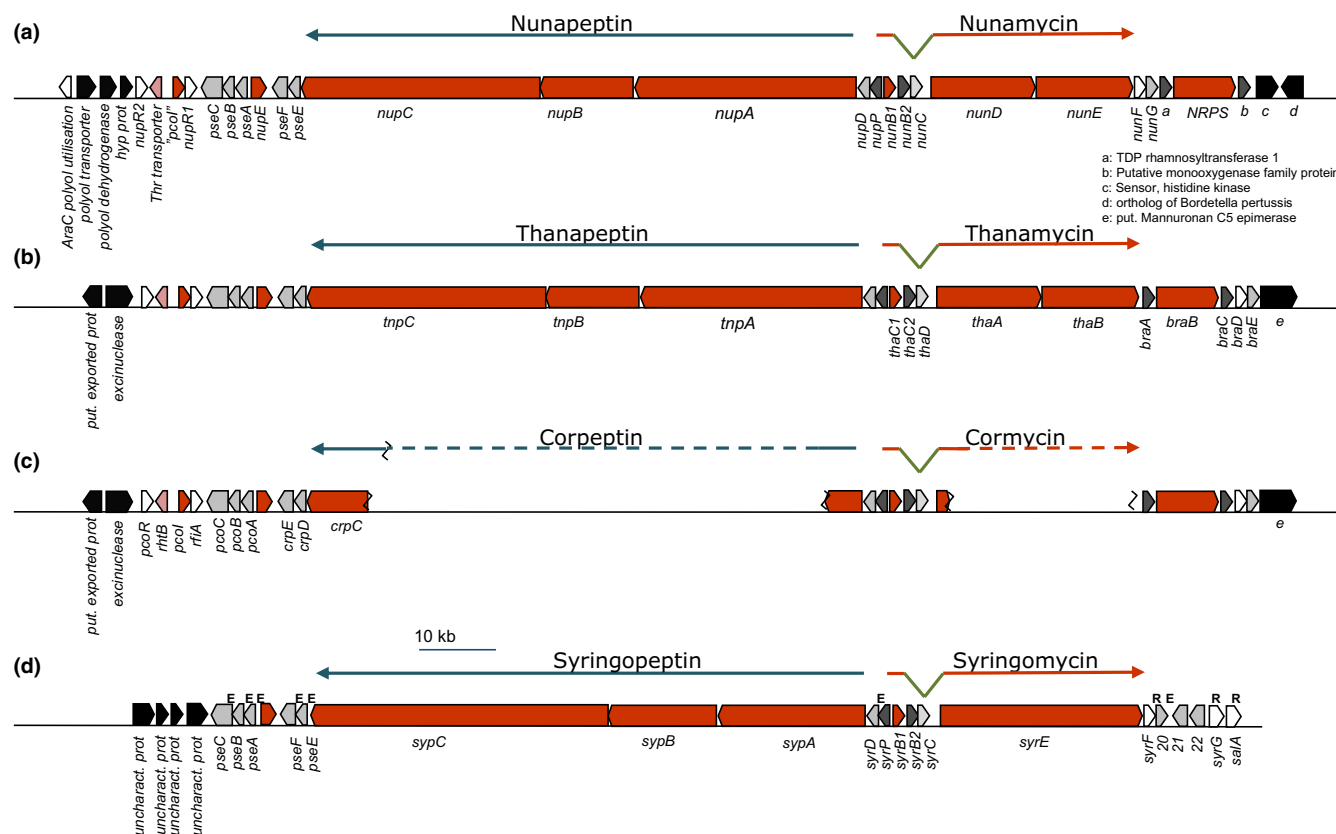 (a)
Nunapeptin
Nunamycin
AraC polyol utilisation
polyol transporter
polyol dehydrogenase
hyp prot
nupR2
Thr transporter
"pcoI"
nupR1
pseC
pseB
pseA
nupE
pseF
pseE
nupC
nupB
nupA
nupD
nupP
nunB1
nunB2
nunC
nunD
nunE
nunF
nunG
a
NRPS
b
c
d
a: TDP rhamnosyltransferase 1
b: Putative monooxygenase family protein
c: Sensor, histidine kinase
d: ortholog of Bordetella pertussis
e: put. Mannuronan C5 epimerase
(b)
Thanapeptin
Thanamycin
put. exported prot
excinuclease
tnpC
tnpB
tnpA
thaC1
thaC2
thaD
thaA
thaB
braA
braB
braC
braD
braE
e
(c)
Corpeptin
Cormycin
put. exported prot
excinuclease
pcoR
rhtB
pcoI
rfiA
pcoC
pcoB
pcoA
crpE
crpD
crpC
e
10 kb
(d)
Syringopeptin
Syringomycin
E
E
E
E
E
E
R
E
R
R
uncharact. prot
uncharact. prot
uncharact. prot
uncharact. prot
pseC
pseB
pseA
pseF
pseE
sypC
sypB
sypA
syrD
syrP
syrB1
syrB2
syrC
syrE
syrF
20
21
22
syrG
salA